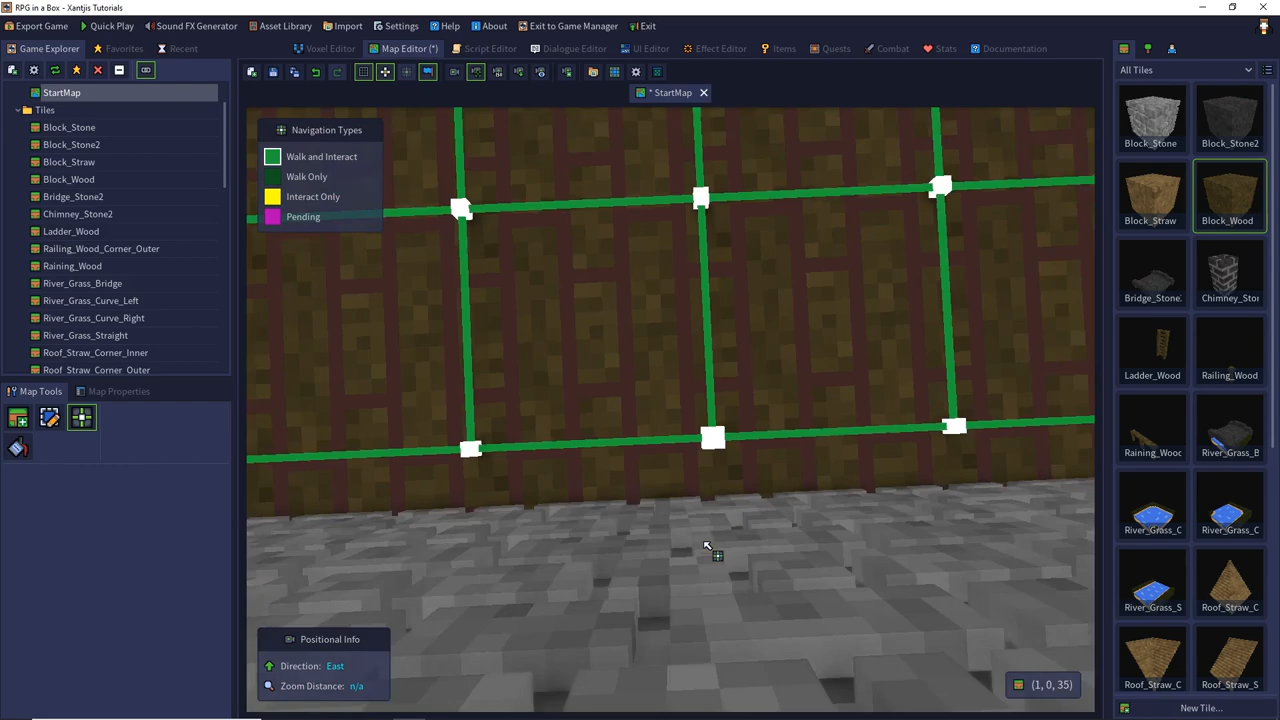 RPG in a Box - Xantjis Tutorials
Export Game Quick Play Sound FX Generator Asset Library Import Settings Help About Exit to Game Manager Exit
Game Explorer Favorites Recent Voxel Editor Map Editor (*) Script Editor Dialogue Editor UI Editor Effect Editor Items Quests Combat Stats Documentation
* StartMap
All Tiles
StartMap
Tiles
Block_Stone
Block_Stone2
Block_Straw
Block_Wood
Bridge_Stone2
Chimney_Stone2
Ladder_Wood
Railing_Wood_Corner_Outer
Raining_Wood
River_Grass_Bridge
River_Grass_Curve_Left
River_Grass_Curve_Right
River_Grass_Straight
Roof_Straw_Corner_Inner
Roof_Straw_Corner_Outer
Map Tools Map Properties
Navigation Types
Walk and Interact
Walk Only
Interact Only
Pending
Positional Info
Direction: East
Zoom Distance: n/a
(1, 0, 35)
Block_Stone Block_Stone2
Block_Straw Block_Wood
Bridge_Stone2 Chimney_Stor
Ladder_Wood Railing_Wood
Raining_Wood River_Grass_B
River_Grass_C River_Grass_C
River_Grass_S Roof_Straw_C
Roof_Straw_C Roof_Straw_S
New Tile...